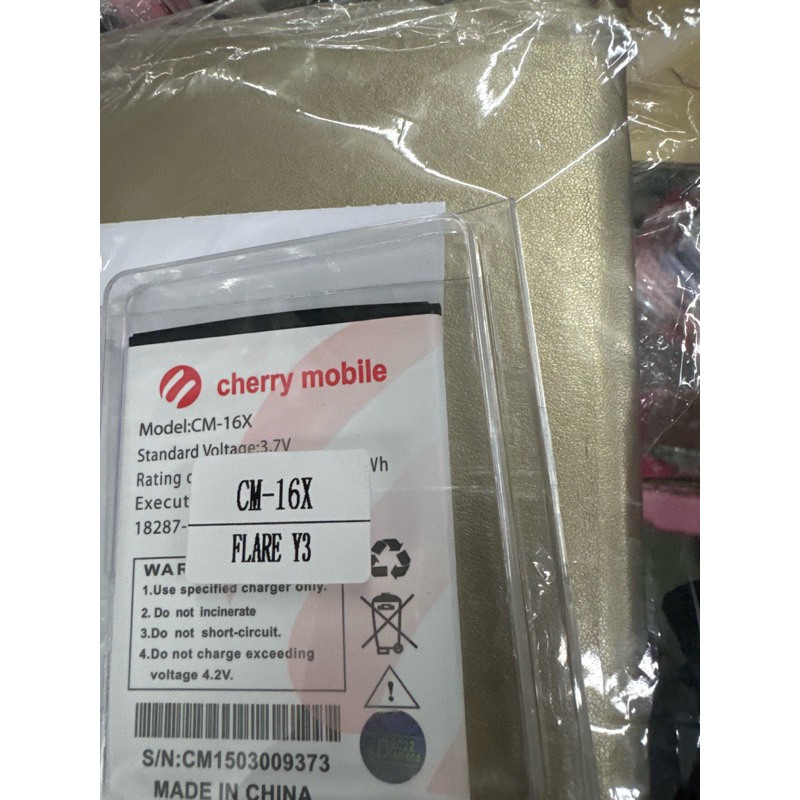 cherry mobile
Model:CM-16X
Standard Voltage:3.7V
Rating
Wh
Execut
18287-
CM-16X
FLARE Y3
WAR
1.Use specified charger only.
2. Do not incinerate
3.Do not short-circuit.
4.Do not charge exceeding
voltage 4.2V.
2022
S/N:CM1503009373
MADE IN CHINA